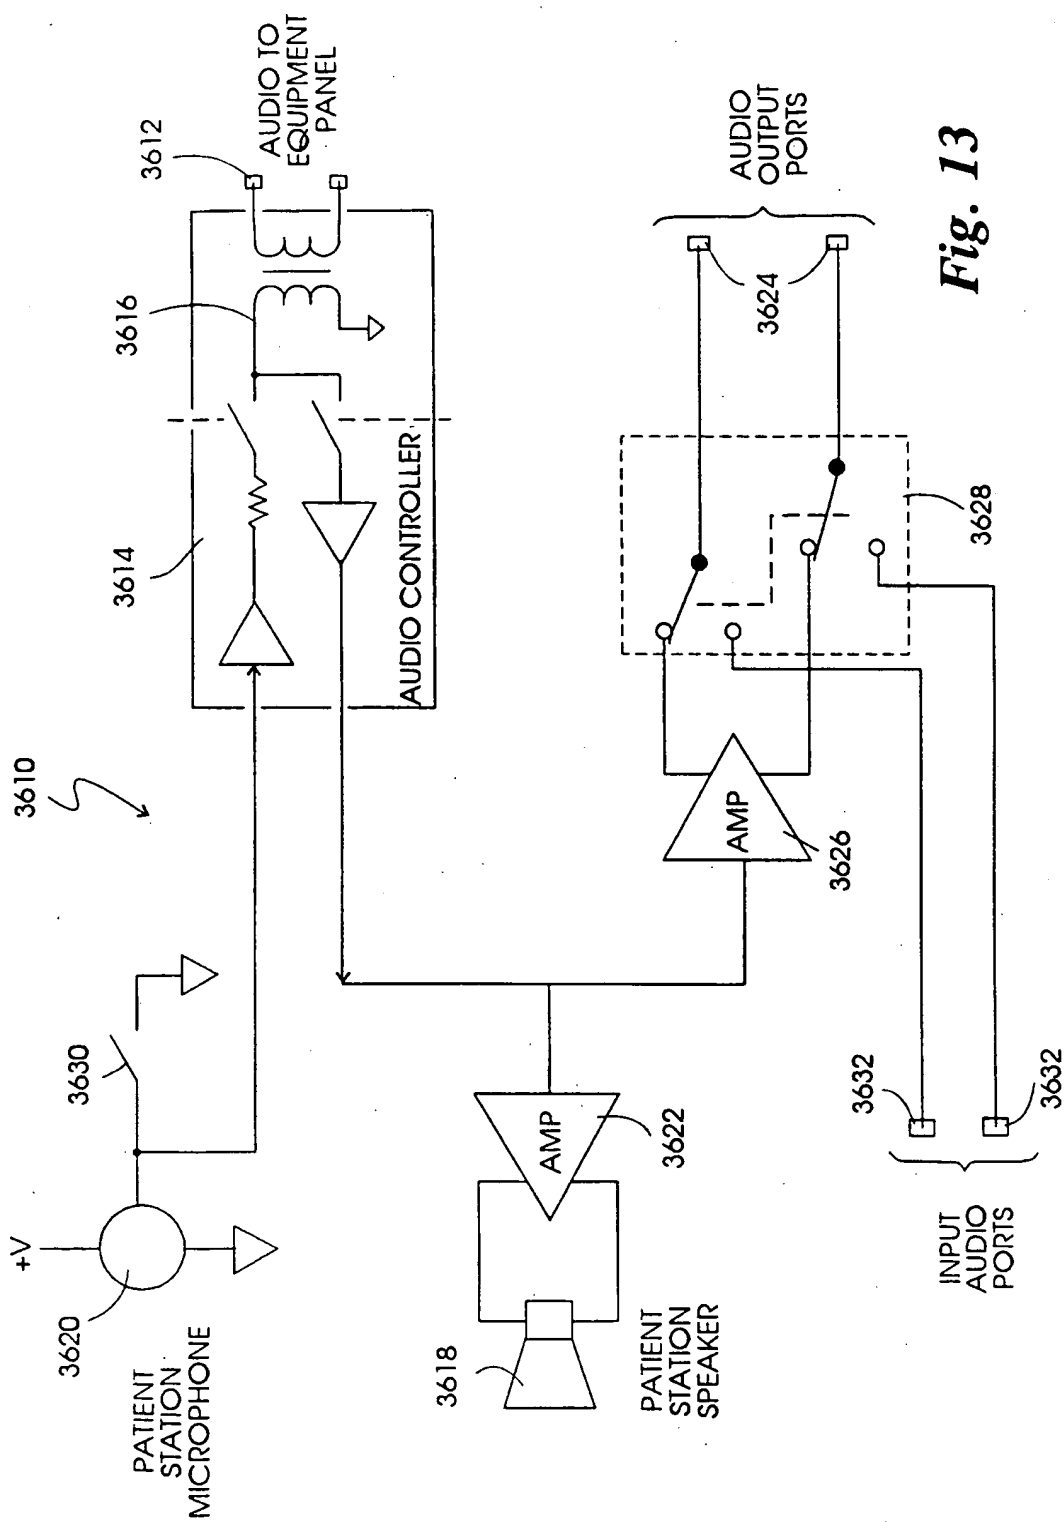 3610
+V
3620
3630
PATIENT
STATION
MICROPHONE
3614
3616
3612
AUDIO TO
EQUIPMENT
PANEL
AUDIO CONTROLLER
3618
PATIENT
STATION
SPEAKER
AMP
3622
AMP
3626
3624
AUDIO
OUTPUT
PORTS
3628
3632
3632
INPUT
AUDIO
PORTS
Fig. 13